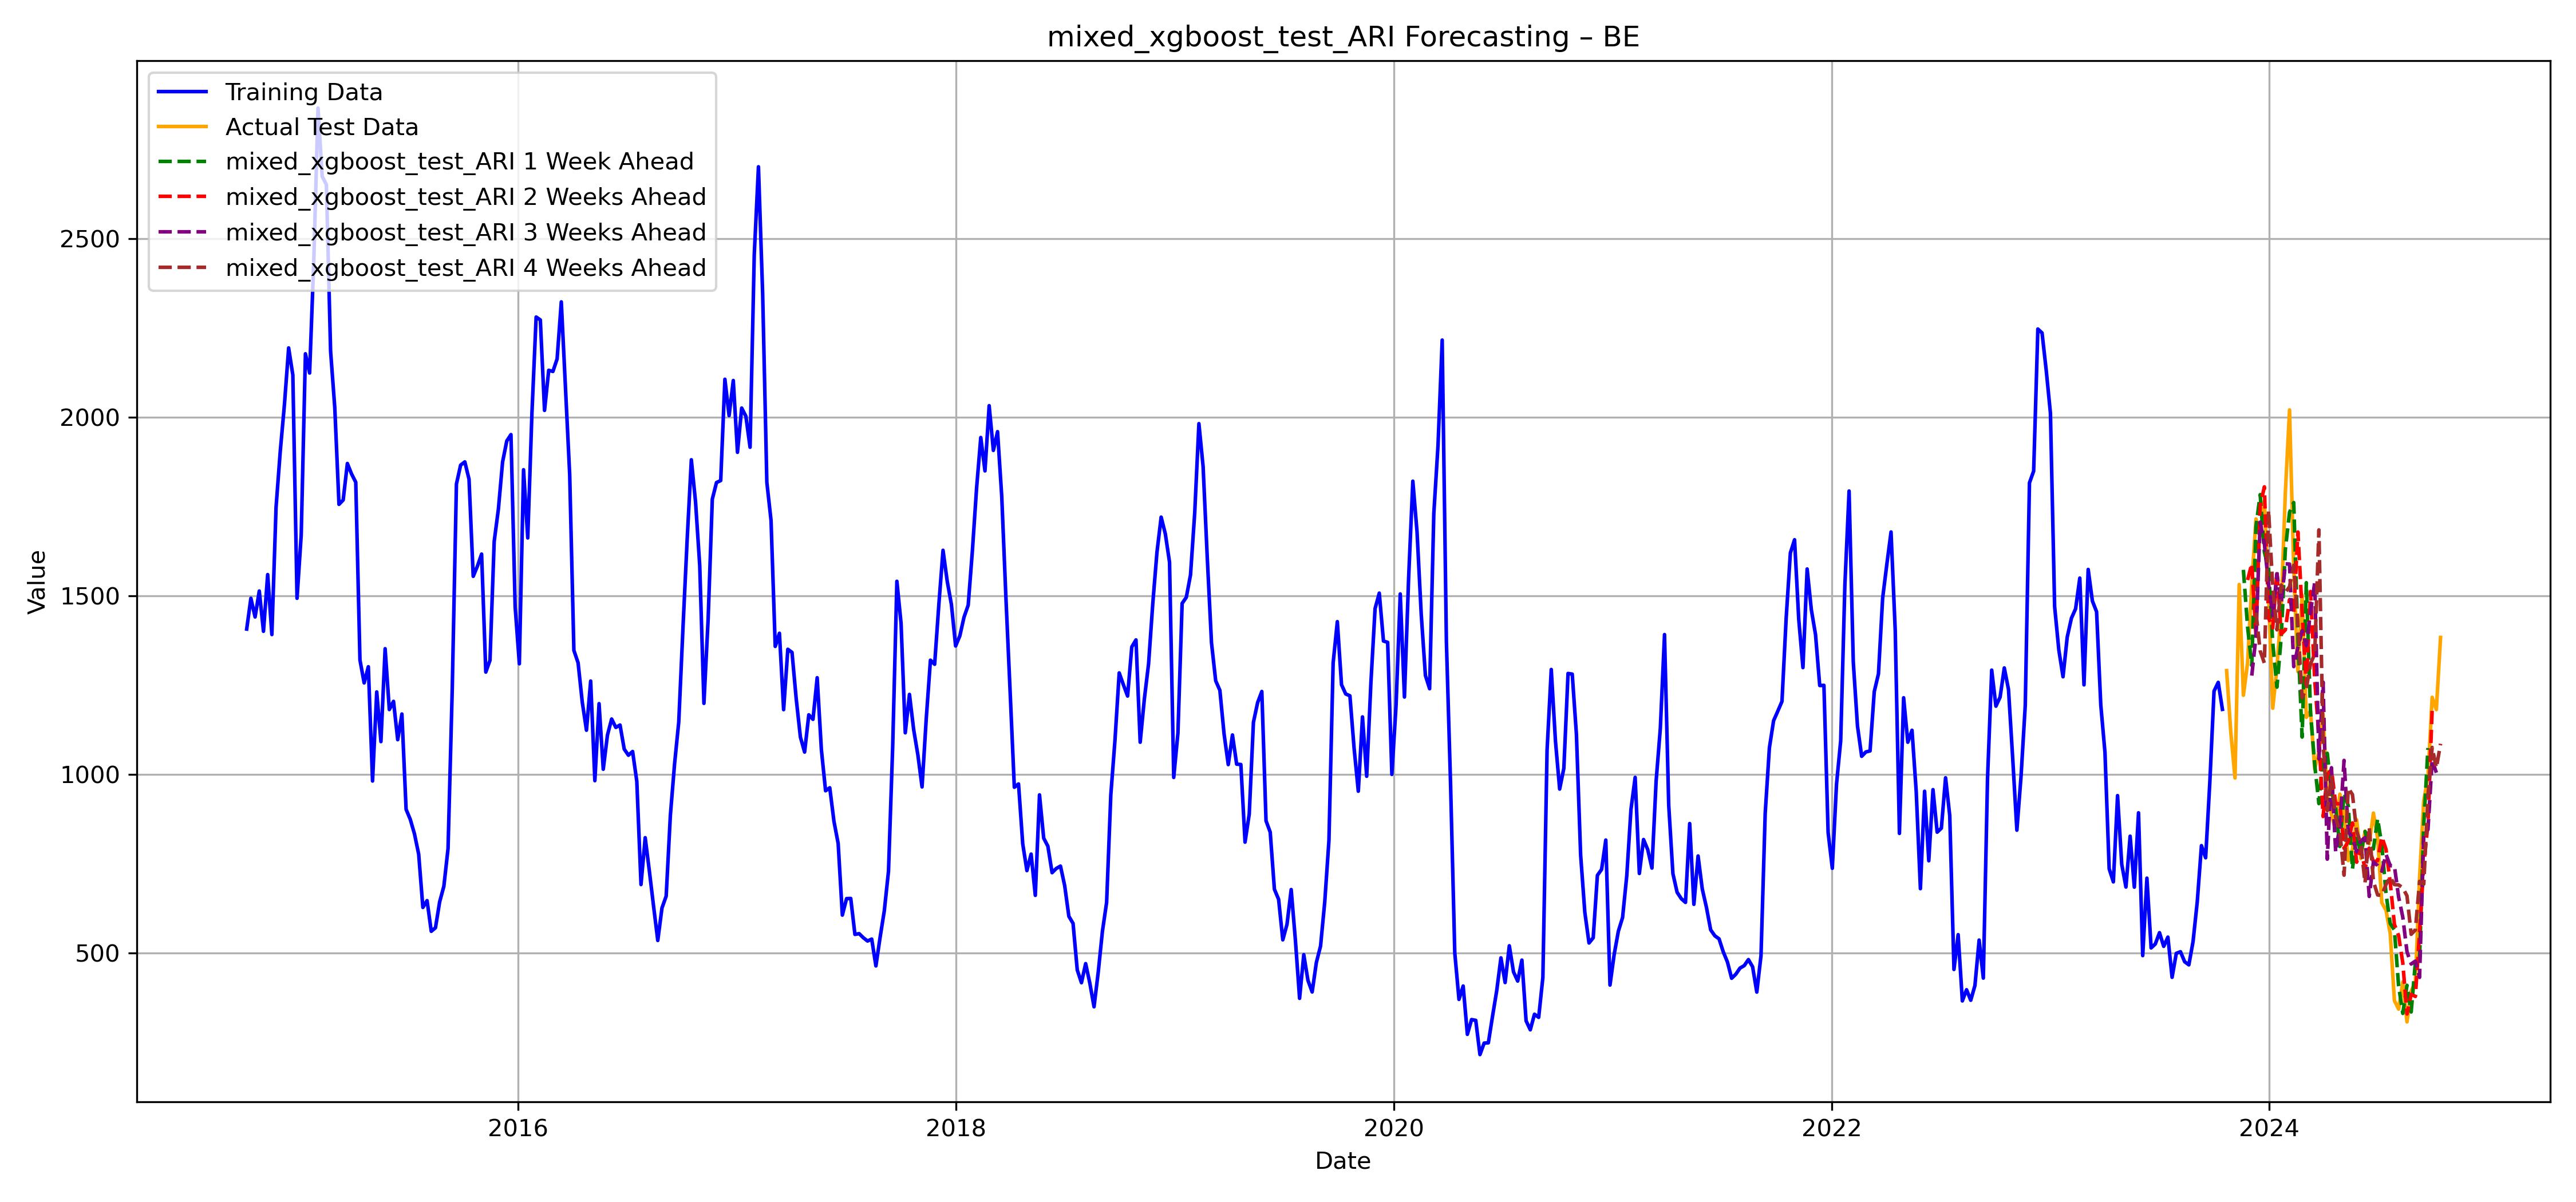 mixed_xgboost_test_ARI Forecasting – BE
Training Data
Actual Test Data
mixed_xgboost_test_ARI 1 Week Ahead
mixed_xgboost_test_ARI 2 Weeks Ahead
mixed_xgboost_test_ARI 3 Weeks Ahead
mixed_xgboost_test_ARI 4 Weeks Ahead
2500
2000
1500
1000
500
Value
2016
2018
2020
2022
2024
Date